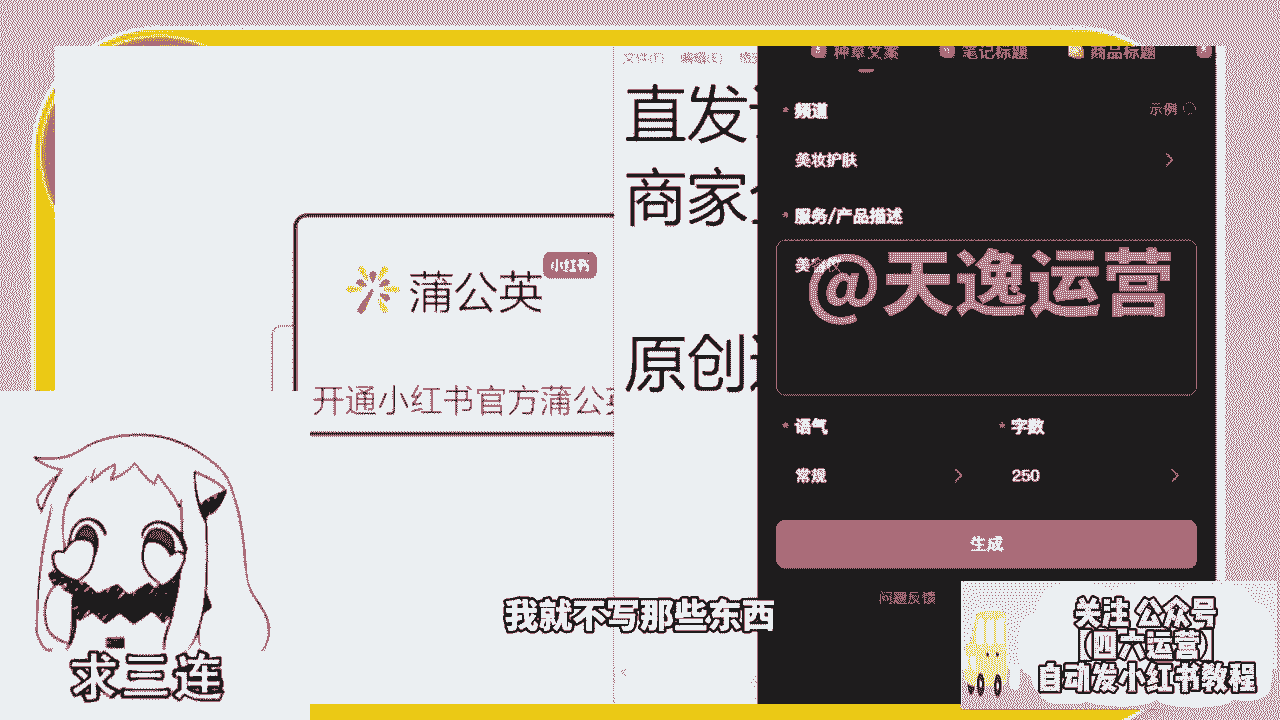 文件(F) 编辑(E)
直发
商家
原创
蒲公英
小红书
开通小红书官方蒲公英
种草文案
笔记标题
商品标题
* 频道
示例
美妆护肤
* 服务/产品描述
美容仪
@天逸运营
* 语气
* 字数
常规
250
生成
问题反馈
我就不写那些东西
求三连
关注 公众号
(四六运营)
自动发小红书教程